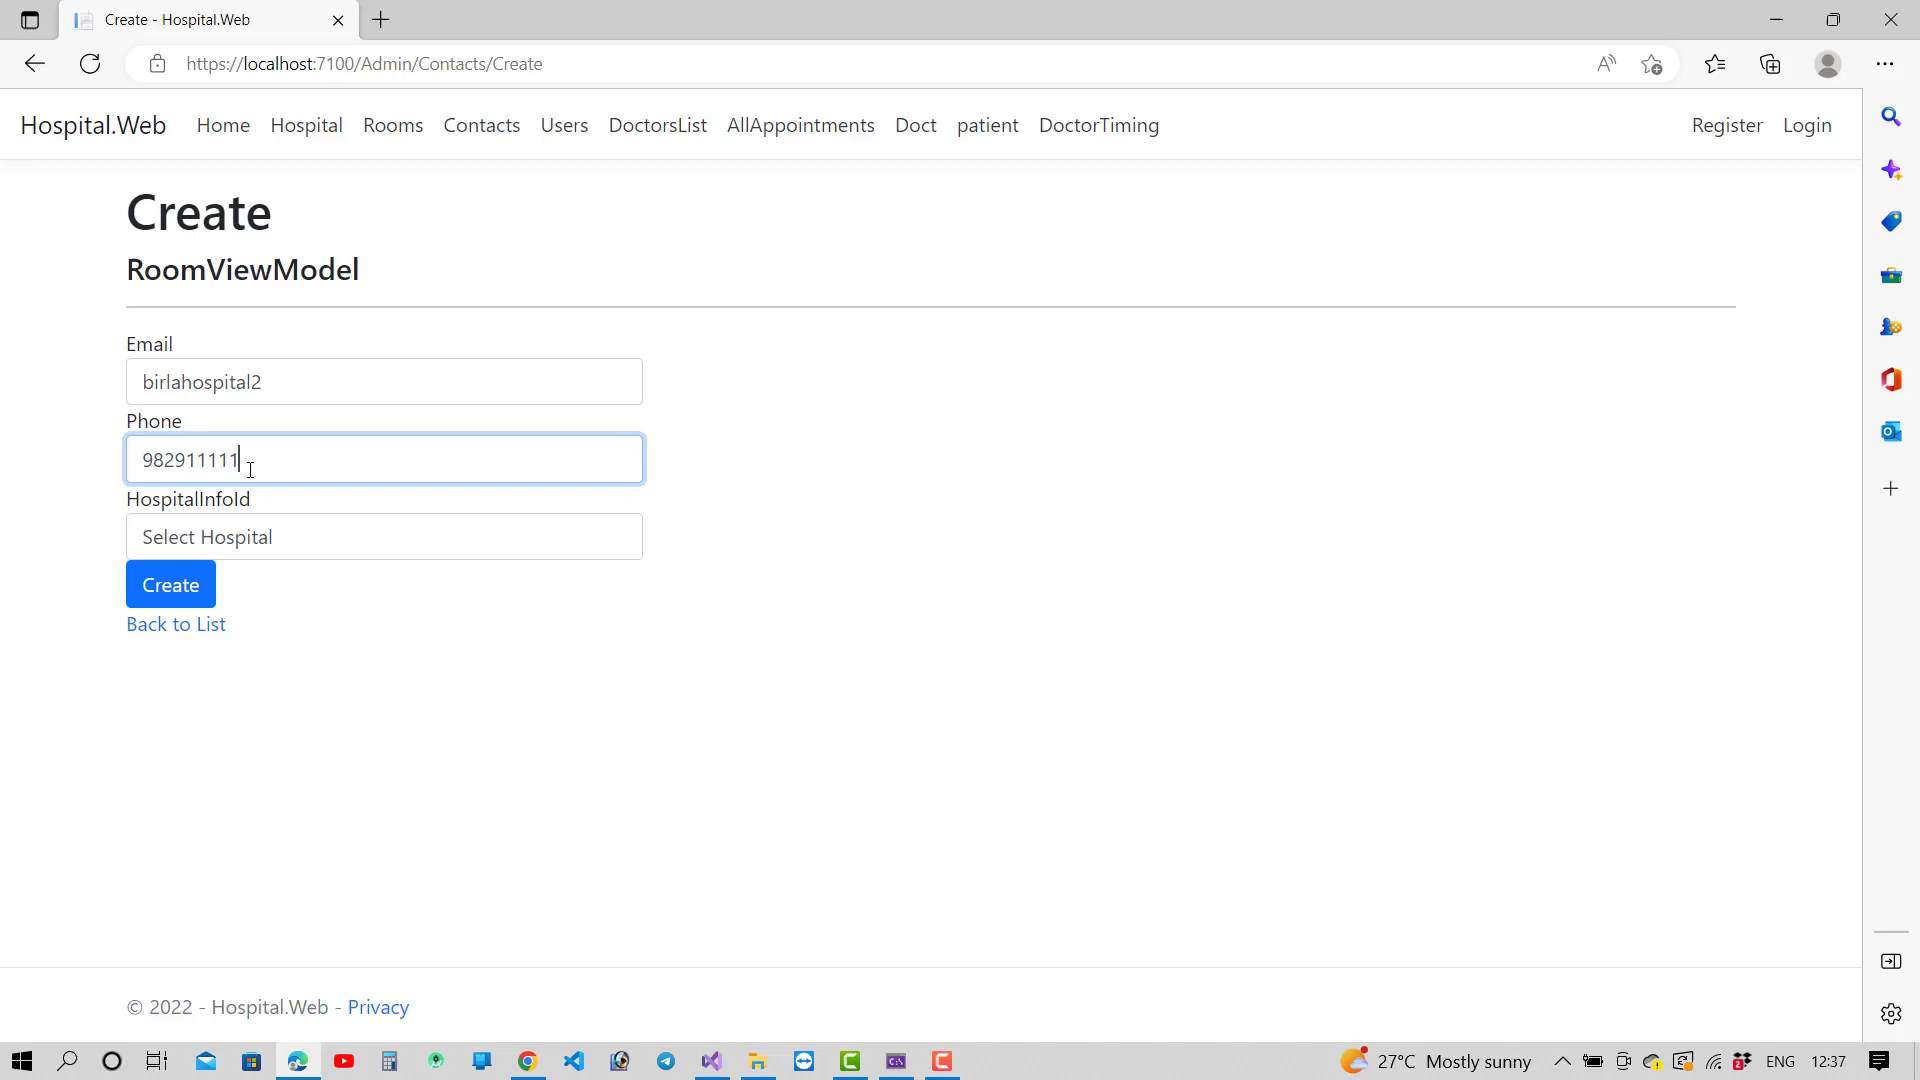 Create - Hospital.Web
https://localhost:7100/Admin/Contacts/Create
Hospital.Web Home Hospital Rooms Contacts Users DoctorsList AllAppointments Doct patient DoctorTiming Register Login
Create
RoomViewModel
Email
birlahospital2
Phone
982911111
HospitalInfoId
Select Hospital
Create
Back to List
© 2022 - Hospital.Web - Privacy
27°C Mostly sunny ENG 12:37